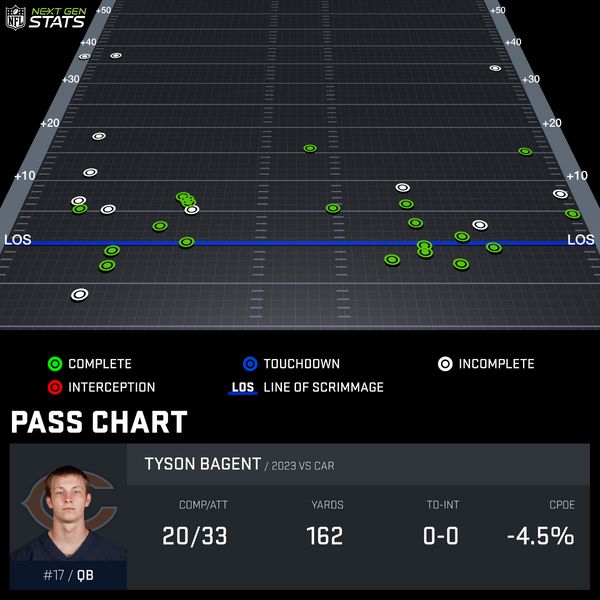 NFL NEXT GEN STATS
+50 +50
+40 +40
+30 +30
+20 +20
+10 +10
LOS LOS
COMPLETE TOUCHDOWN INCOMPLETE
INTERCEPTION LOS LINE OF SCRIMMAGE
PASS CHART
TYSON BAGENT / 2023 VS CAR
COMP/ATT YARDS TD-INT CPOE
20/33 162 0-0 -4.5%
#17 / QB